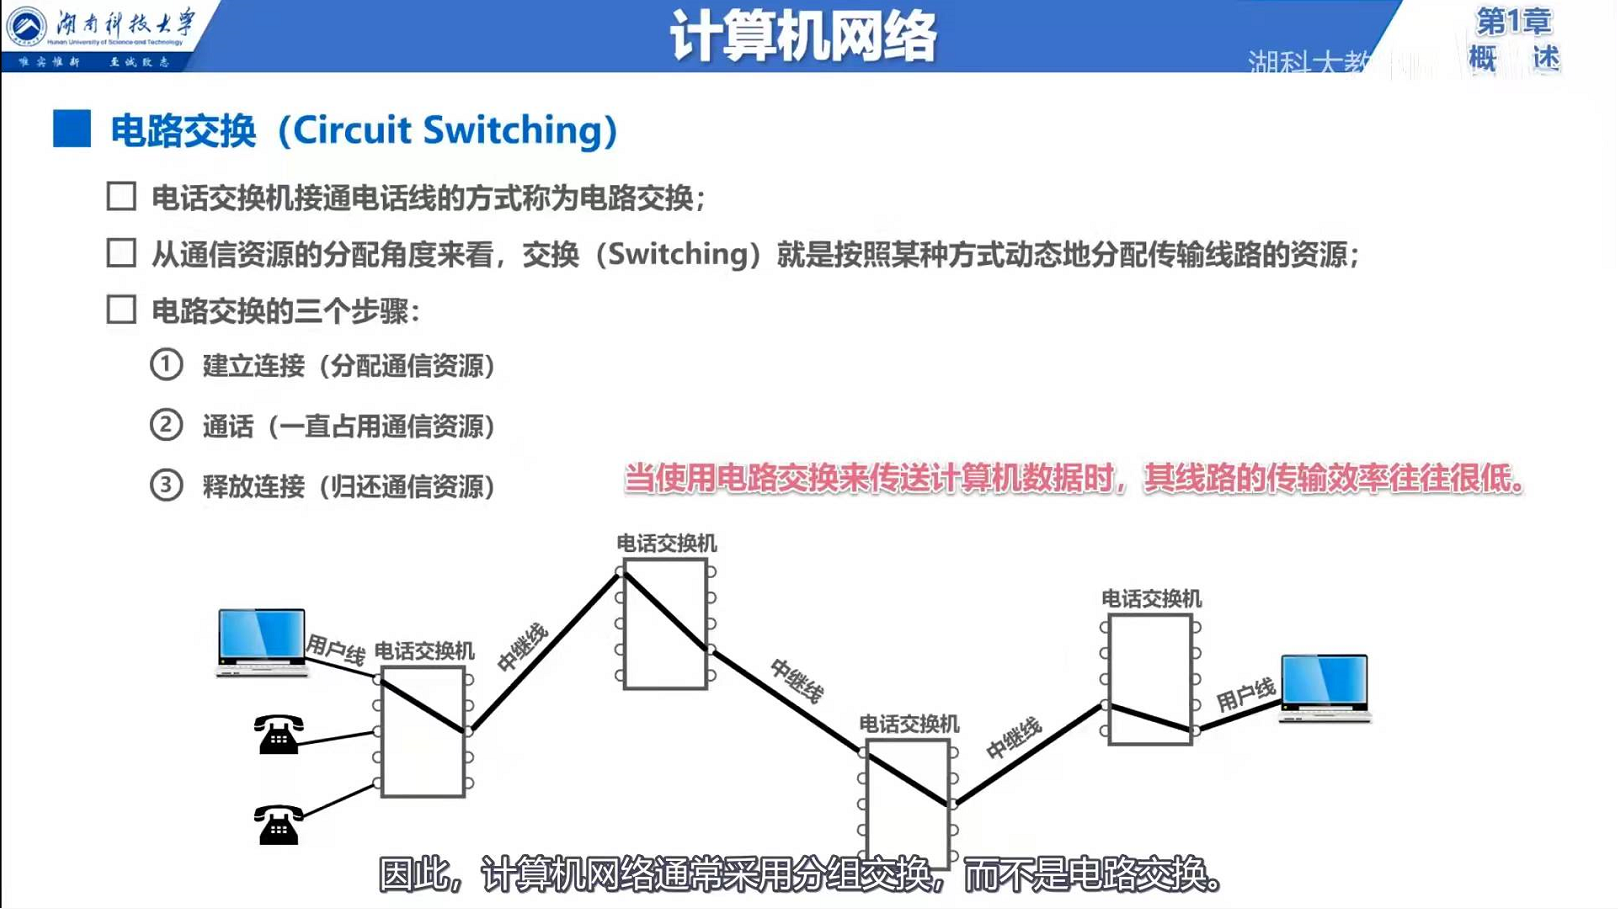 湖南科技大学
Hunan University of Science and Technology
唯实惟新 至诚致志
计算机网络
第1章
概 述
湖科大教
电路交换（Circuit Switching）
电话交换机接通电话线的方式称为电路交换；
从通信资源的分配角度来看，交换（Switching）就是按照某种方式动态地分配传输线路的资源；
电路交换的三个步骤：
① 建立连接（分配通信资源）
② 通话（一直占用通信资源）
③ 释放连接（归还通信资源）
当使用电路交换来传送计算机数据时，其线路的传输效率往往很低。
电话交换机
电话交换机
用户线
电话交换机
中继线
中继线
用户线
电话交换机
中继线
因此，计算机网络通常采用分组交换，而不是电路交换。